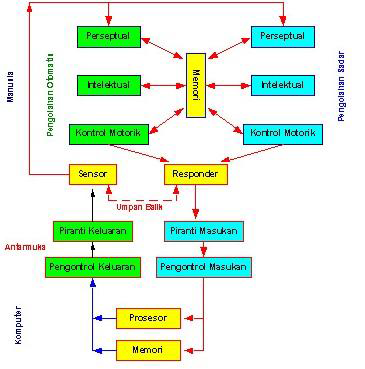 Perseptual
Perseptual
Manusia
Pengolahan Otomatis
Intelektual
Memori
Intelektual
Pengolahan Sadar
Kontrol Motorik
Kontrol Motorik
Sensor
Responder
Umpan Balik
Piranti Keluaran
Piranti Masukan
Antarmuka
Pengontrol Keluaran
Pengontrol Masukan
Komputer
Prosesor
Memori